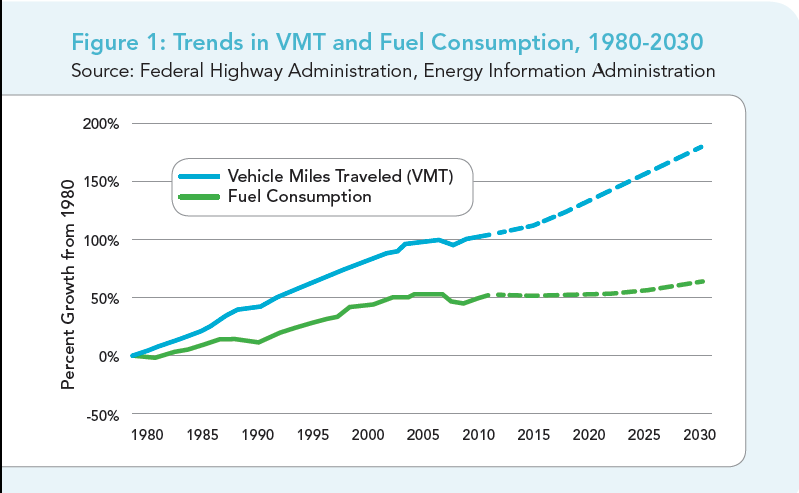 Figure 1: Trends in VMT and Fuel Consumption, 1980-2030
Source: Federal Highway Administration, Energy Information Administration
Percent Growth from 1980
200%
150%
100%
50%
0%
-50%
Vehicle Miles Traveled (VMT)
Fuel Consumption
1980 1985 1990 1995 2000 2005 2010 2015 2020 2025 2030